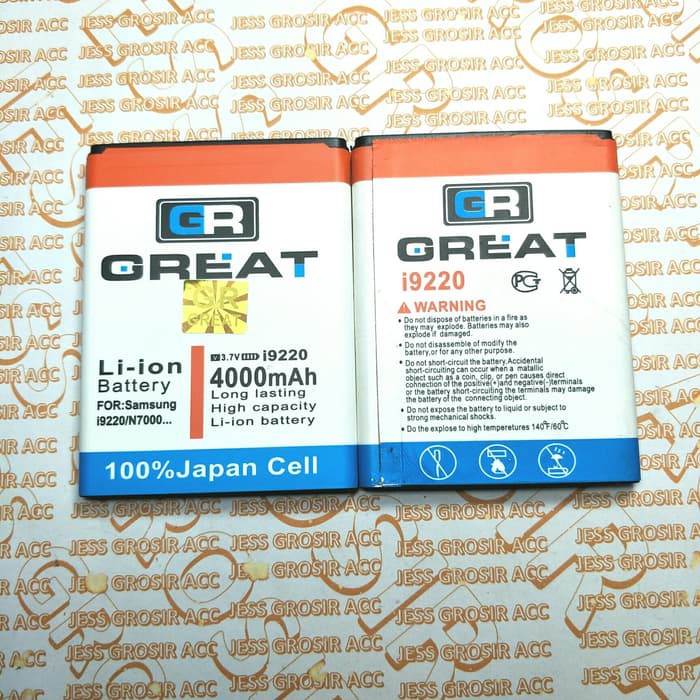 GR
GREAT
GR
GREAT
Li-ion
Battery
FOR:Samsung
i9220/N7000...
3.7V i9220
4000mAh
Long lasting
High capacity
Li-ion battery
100%Japan Cell
GR
GREAT
i9220
WARNING
• Do not dispose of batteries in a fire as
they may explode. Batteries may also
explode if damaged.
• Do not disassemble of modify the
battery,or for any other purpose.
• Do not short-circuit the battery,Accidental
short-circuiting can occur when a matallic
object such as a coin, clip, or pen causes direct
connection of the positive(+)and negative(-)terminals
or the battery short-circuiting the terminals may damage
the battery of the connecting object.
• Do not expose the battery to liquid or subject to
strong mechanical shocks.
• Do the explose to high temperetures 140°F/60°C
JESS GROSIR ACC